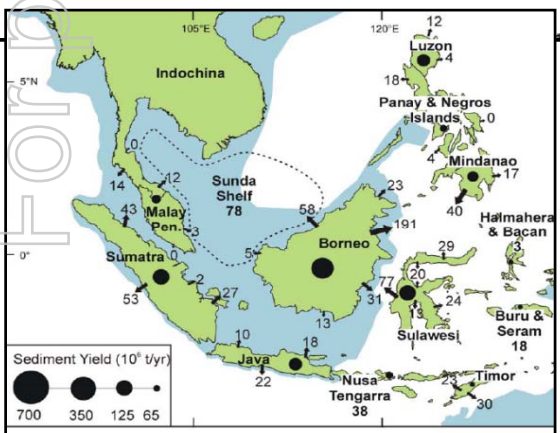 For p
105°E
120°E
5°N
0°
Indochina
12
Luzon
4
18
Panay & Negros
Islands
0
4
Mindanao
17
40
0
14
12
Malay
Pen.
3
Sunda
Shelf
78
58
23
191
Borneo
5
31
13
43
Sumatra
0
2
27
53
77
20
29
13
24
Sulawesi
Halmahera
& Bacan
3
Buru &
Seram
18
10
18
Java
22
Nusa
Tengarra
38
23
Timor
30
Sediment Yield (10⁶ t/yr)
700 350 125 65